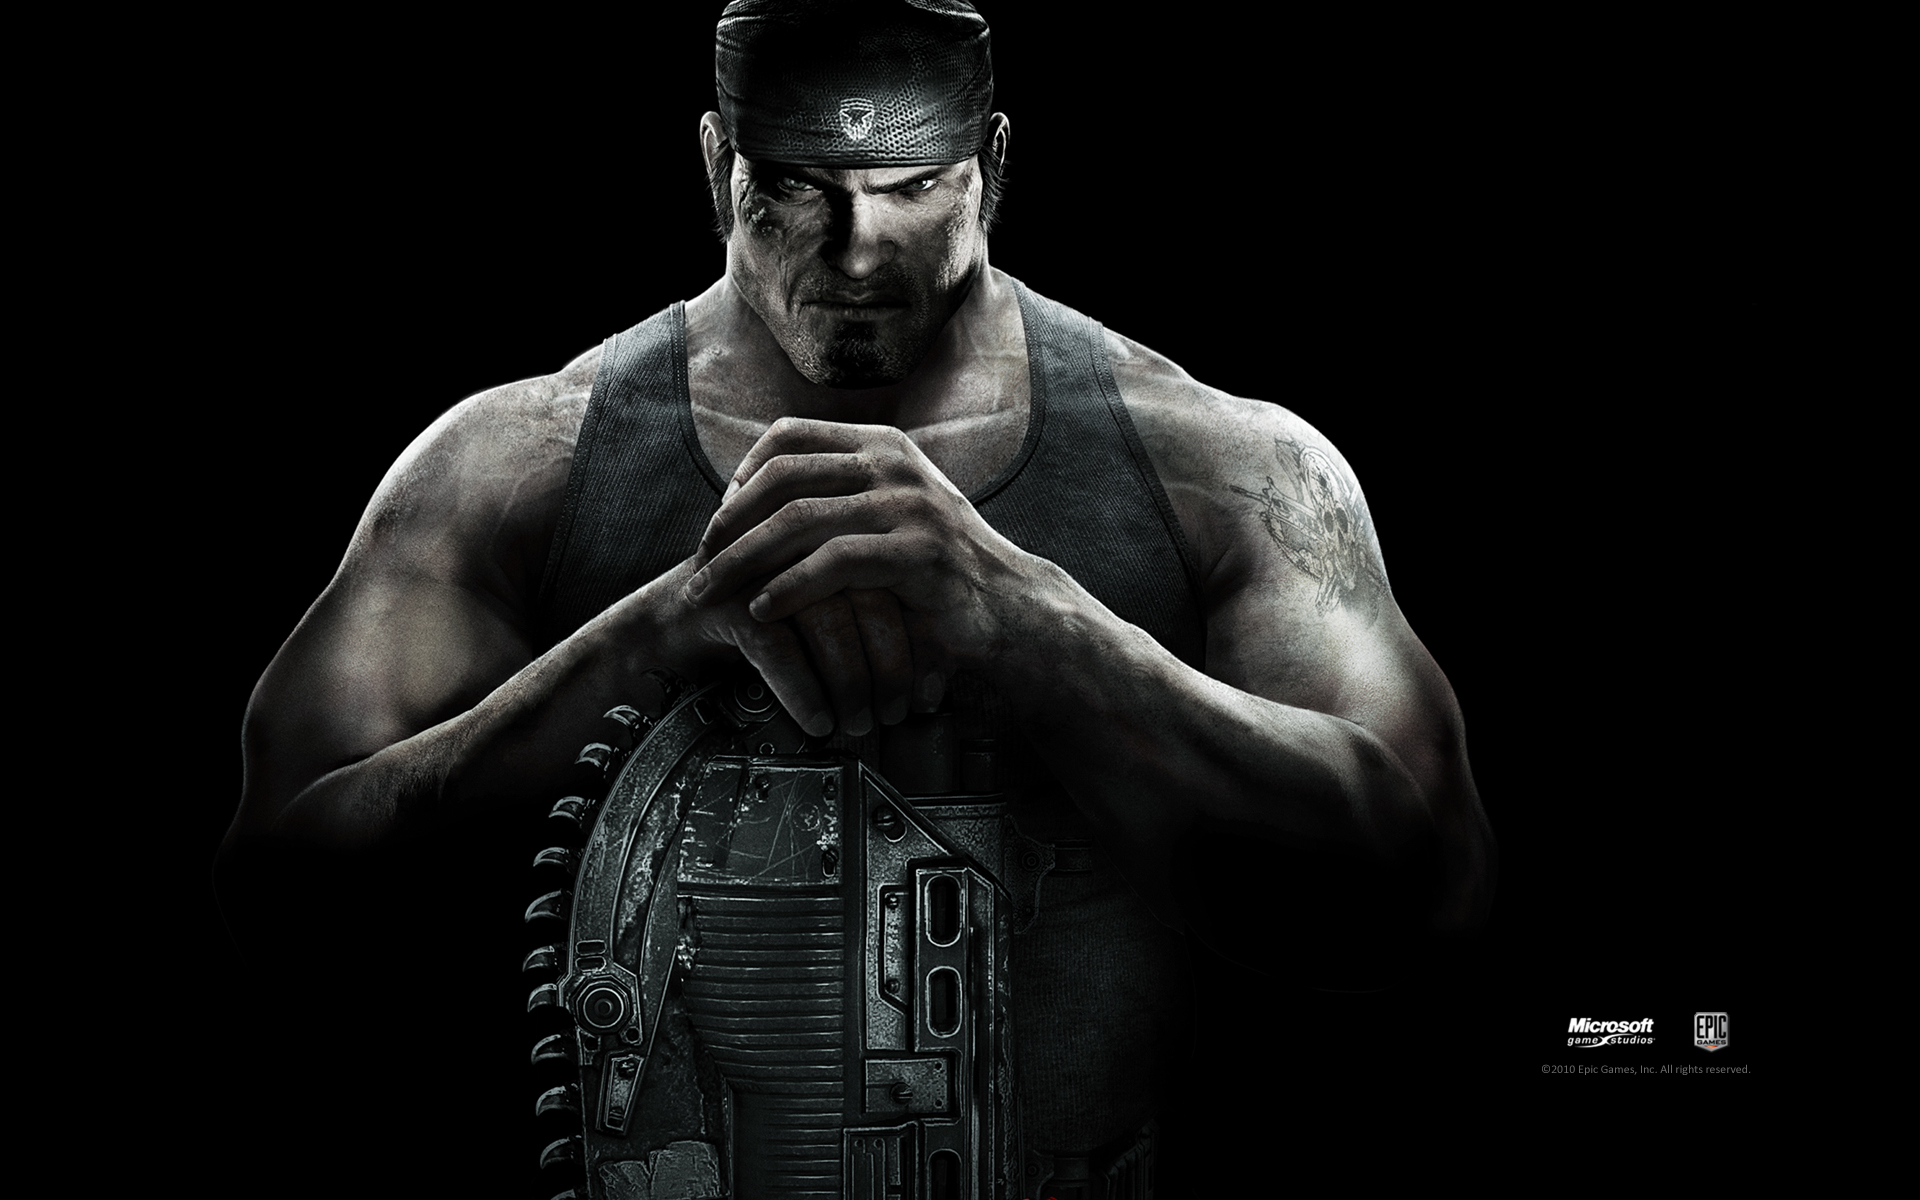 Microsoft
game studios
EPIC
GAMES
©2010 Epic Games, Inc. All rights reserved.